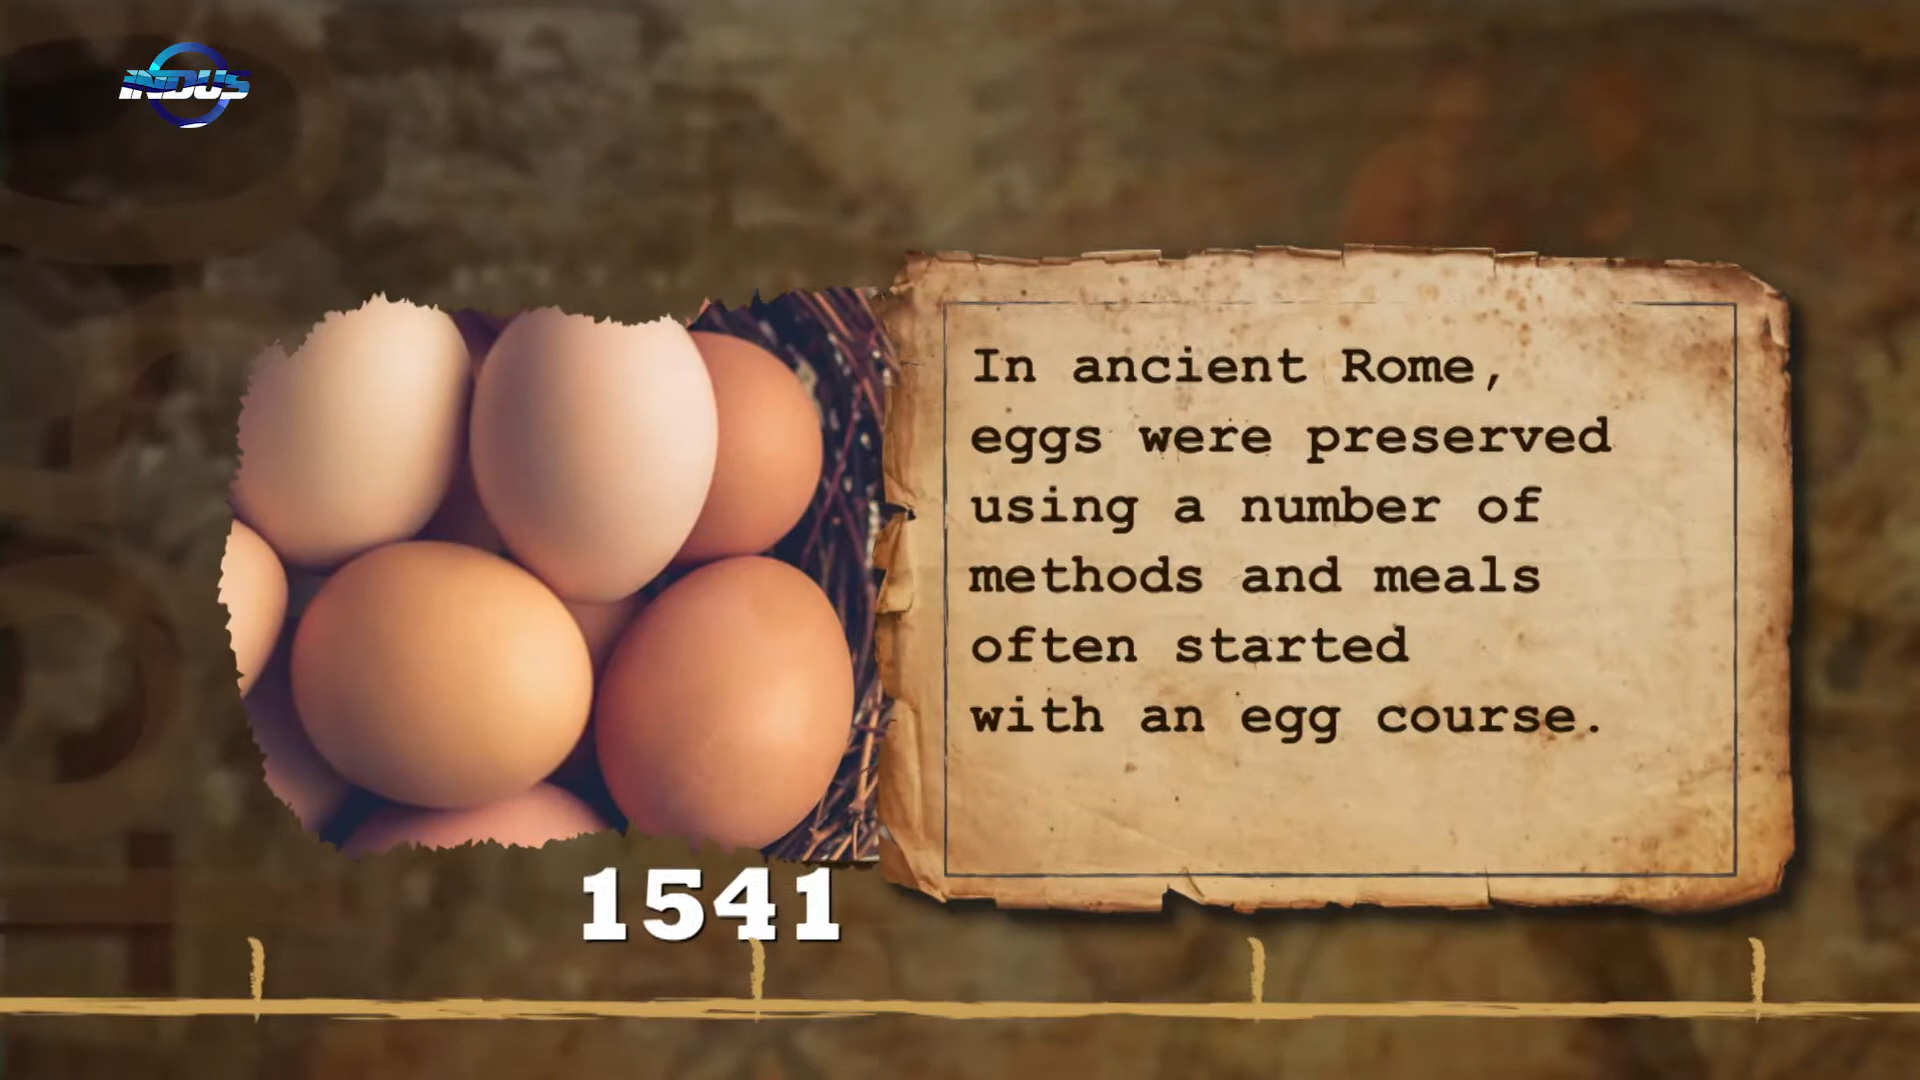 INDUS
In ancient Rome,
eggs were preserved
using a number of
methods and meals
often started
with an egg course.
1541